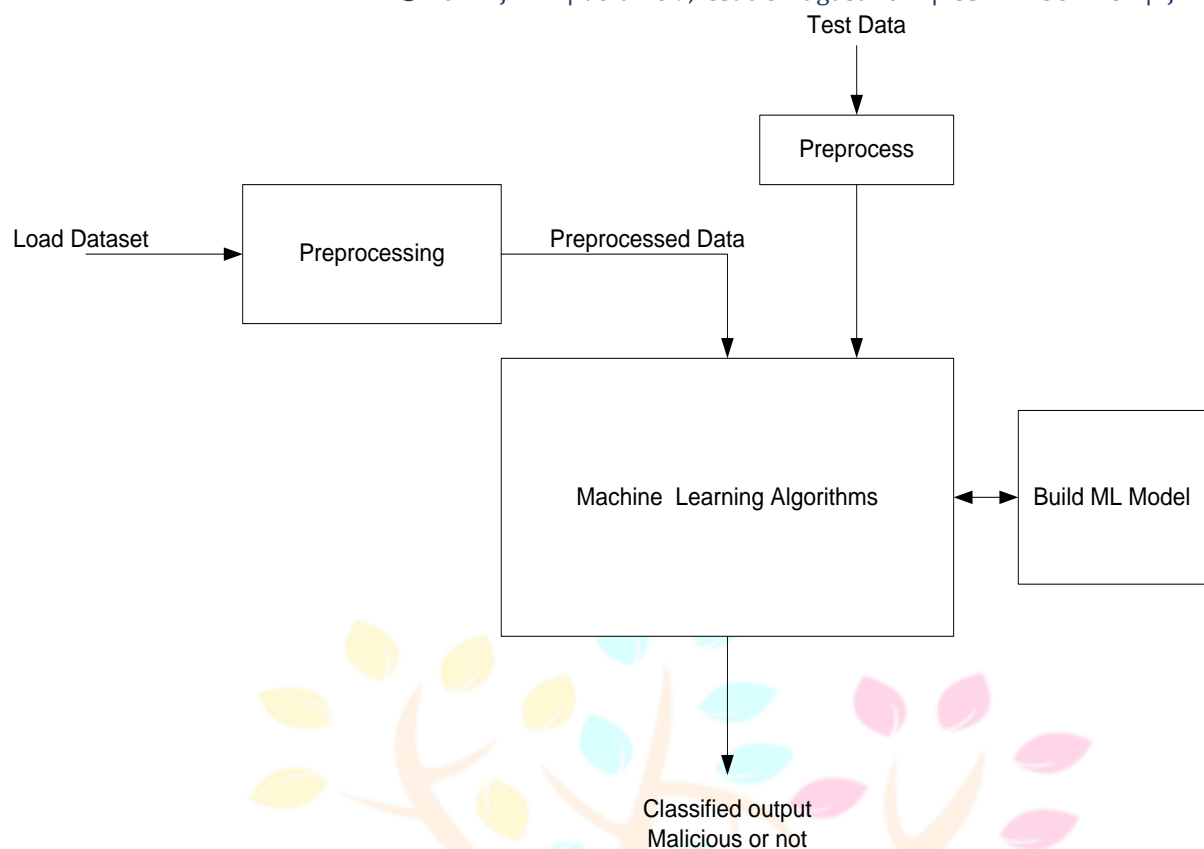 Test Data
Preprocess
Load Dataset
Preprocessing
Preprocessed Data
Machine Learning Algorithms
Build ML Model
Classified output
Malicious or not